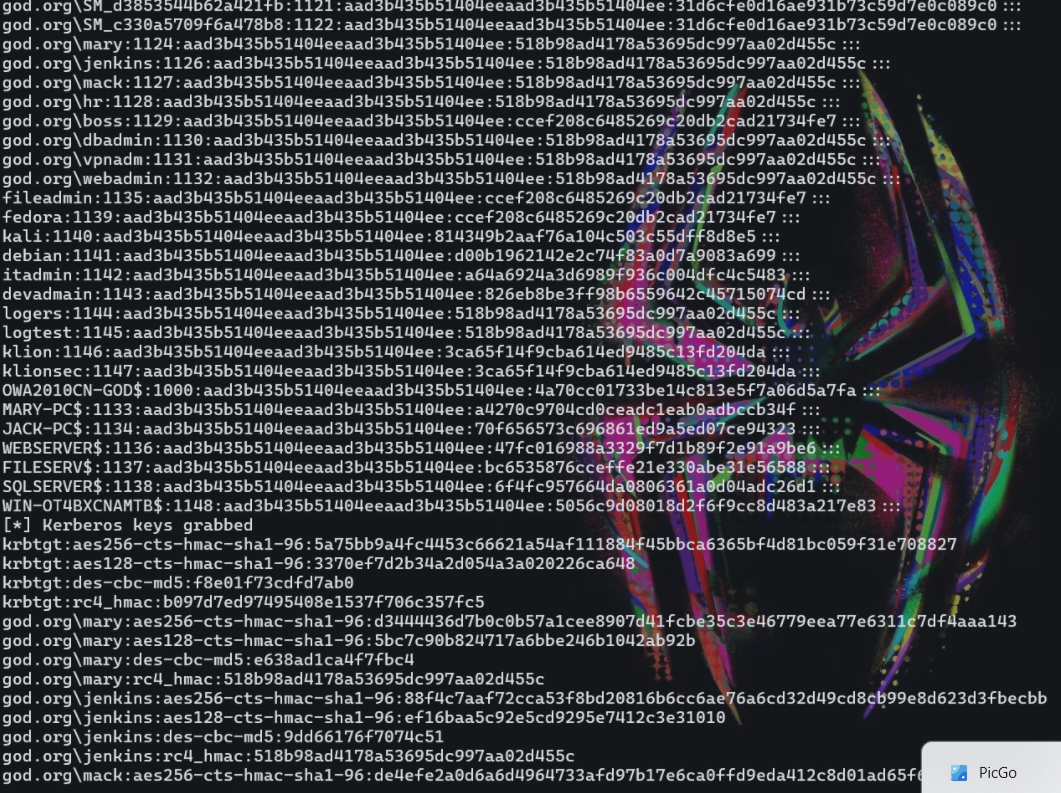 god.org\SM_d3853544b62a421fb:1121:aad3b435b51404eeaad3b435b51404ee:31d6cfe0d16ae931b73c59d7e0c089c0:::
god.org\SM_c330a5709f6a478b8:1122:aad3b435b51404eeaad3b435b51404ee:31d6cfe0d16ae931b73c59d7e0c089c0:::
god.org\mary:1124:aad3b435b51404eeaad3b435b51404ee:518b98ad4178a53695dc997aa02d455c:::
god.org\jenkins:1126:aad3b435b51404eeaad3b435b51404ee:518b98ad4178a53695dc997aa02d455c:::
god.org\mack:1127:aad3b435b51404eeaad3b435b51404ee:518b98ad4178a53695dc997aa02d455c:::
god.org\hr:1128:aad3b435b51404eeaad3b435b51404ee:518b98ad4178a53695dc997aa02d455c:::
god.org\boss:1129:aad3b435b51404eeaad3b435b51404ee:ccef208c6485269c20db2cad21734fe7:::
god.org\dbadmin:1130:aad3b435b51404eeaad3b435b51404ee:518b98ad4178a53695dc997aa02d455c:::
god.org\vpnadm:1131:aad3b435b51404eeaad3b435b51404ee:518b98ad4178a53695dc997aa02d455c:::
god.org\webadmin:1132:aad3b435b51404eeaad3b435b51404ee:518b98ad4178a53695dc997aa02d455c:::
fileadmin:1135:aad3b435b51404eeaad3b435b51404ee:ccef208c6485269c20db2cad21734fe7:::
fedora:1139:aad3b435b51404eeaad3b435b51404ee:ccef208c6485269c20db2cad21734fe7:::
kali:1140:aad3b435b51404eeaad3b435b51404ee:814349b2aaf76a104c503c55dff8d8e5:::
debian:1141:aad3b435b51404eeaad3b435b51404ee:d00b1962142e2c74f83a0d7a9083a699:::
itadmin:1142:aad3b435b51404eeaad3b435b51404ee:a64a6924a3d6989f936c004dfc4c5483:::
devadmain:1143:aad3b435b51404eeaad3b435b51404ee:826eb8be3ff98b6559642c45715074cd:::
logers:1144:aad3b435b51404eeaad3b435b51404ee:518b98ad4178a53695dc997aa02d455c:::
logtest:1145:aad3b435b51404eeaad3b435b51404ee:518b98ad4178a53695dc997aa02d455c:::
klion:1146:aad3b435b51404eeaad3b435b51404ee:3ca65f14f9cba614ed9485c13fd204da:::
klionsec:1147:aad3b435b51404eeaad3b435b51404ee:3ca65f14f9cba614ed9485c13fd204da:::
OWA2010CN-GOD$:1000:aad3b435b51404eeaad3b435b51404ee:4a70cc01733be14c813e5f7a06d5a7fa:::
MARY-PC$:1133:aad3b435b51404eeaad3b435b51404ee:a4270c9704cd0ceadc1eab0adbccb34f:::
JACK-PC$:1134:aad3b435b51404eeaad3b435b51404ee:70f656573c696861ed9a5ed07ce94323:::
WEBSERVER$:1136:aad3b435b51404eeaad3b435b51404ee:47fc016988a3329f7d1b89f2e91a9be6:::
FILESERV$:1137:aad3b435b51404eeaad3b435b51404ee:bc6535876cceffe21e330abe31e56588:::
SQLSERVER$:1138:aad3b435b51404eeaad3b435b51404ee:6f4fc957664da0806361a0d04adc26d1:::
WIN-OT4BXCNAMTB$:1148:aad3b435b51404eeaad3b435b51404ee:5056c9d08018d2f6f9cc8d483a217e83:::
[*] Kerberos keys grabbed
krbtgt:aes256-cts-hmac-sha1-96:5a75bb9a4fc4453c66621a54af111884f45bbca6365bf4d81bc059f31e708827
krbtgt:aes128-cts-hmac-sha1-96:3370ef7d2b34a2d054a3a020226ca648
krbtgt:des-cbc-md5:f8e01f73cdfd7ab0
krbtgt:rc4_hmac:b097d7ed97495408e1537f706c357fc5
god.org\mary:aes256-cts-hmac-sha1-96:d3444436d7b0c0b57a1cee8907d41fcbe35c3e46779eea77e6311c7df4aaa143
god.org\mary:aes128-cts-hmac-sha1-96:5bc7c90b824717a6bbe246b1042ab92b
god.org\mary:des-cbc-md5:e638ad1ca4f7fbc4
god.org\mary:rc4_hmac:518b98ad4178a53695dc997aa02d455c
god.org\jenkins:aes256-cts-hmac-sha1-96:88f4c7aaf72cca53f8bd20816b6cc6ae76a6cd32d49cd8cb99e8d623d3fbecbb
god.org\jenkins:aes128-cts-hmac-sha1-96:ef16baa5c92e5cd9295e7412c3e31010
god.org\jenkins:des-cbc-md5:9dd66176f7074c51
god.org\jenkins:rc4_hmac:518b98ad4178a53695dc997aa02d455c
god.org\mack:aes256-cts-hmac-sha1-96:de4efe2a0d6a6d4964733afd97b17e6ca0ffd9eda412c8d01ad65f
PicGo